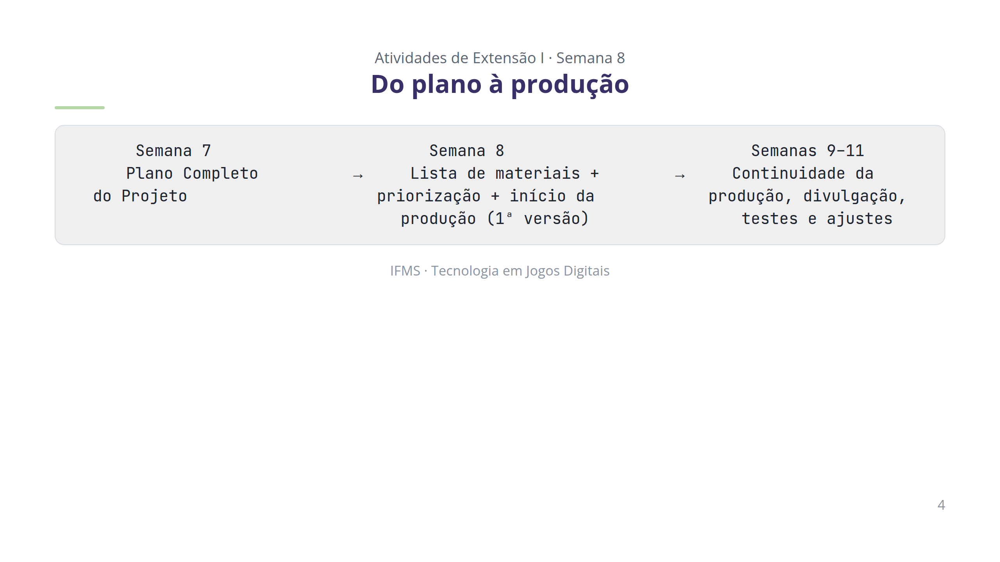 Atividades de Extensão I · Semana 8
Do plano à produção
Semana 7 Semana 8 Semanas 9–11
Plano Completo → Lista de materiais + → Continuidade da
do Projeto priorização + início da produção, divulgação,
produção (1ª versão) testes e ajustes
IFMS · Tecnologia em Jogos Digitais
4